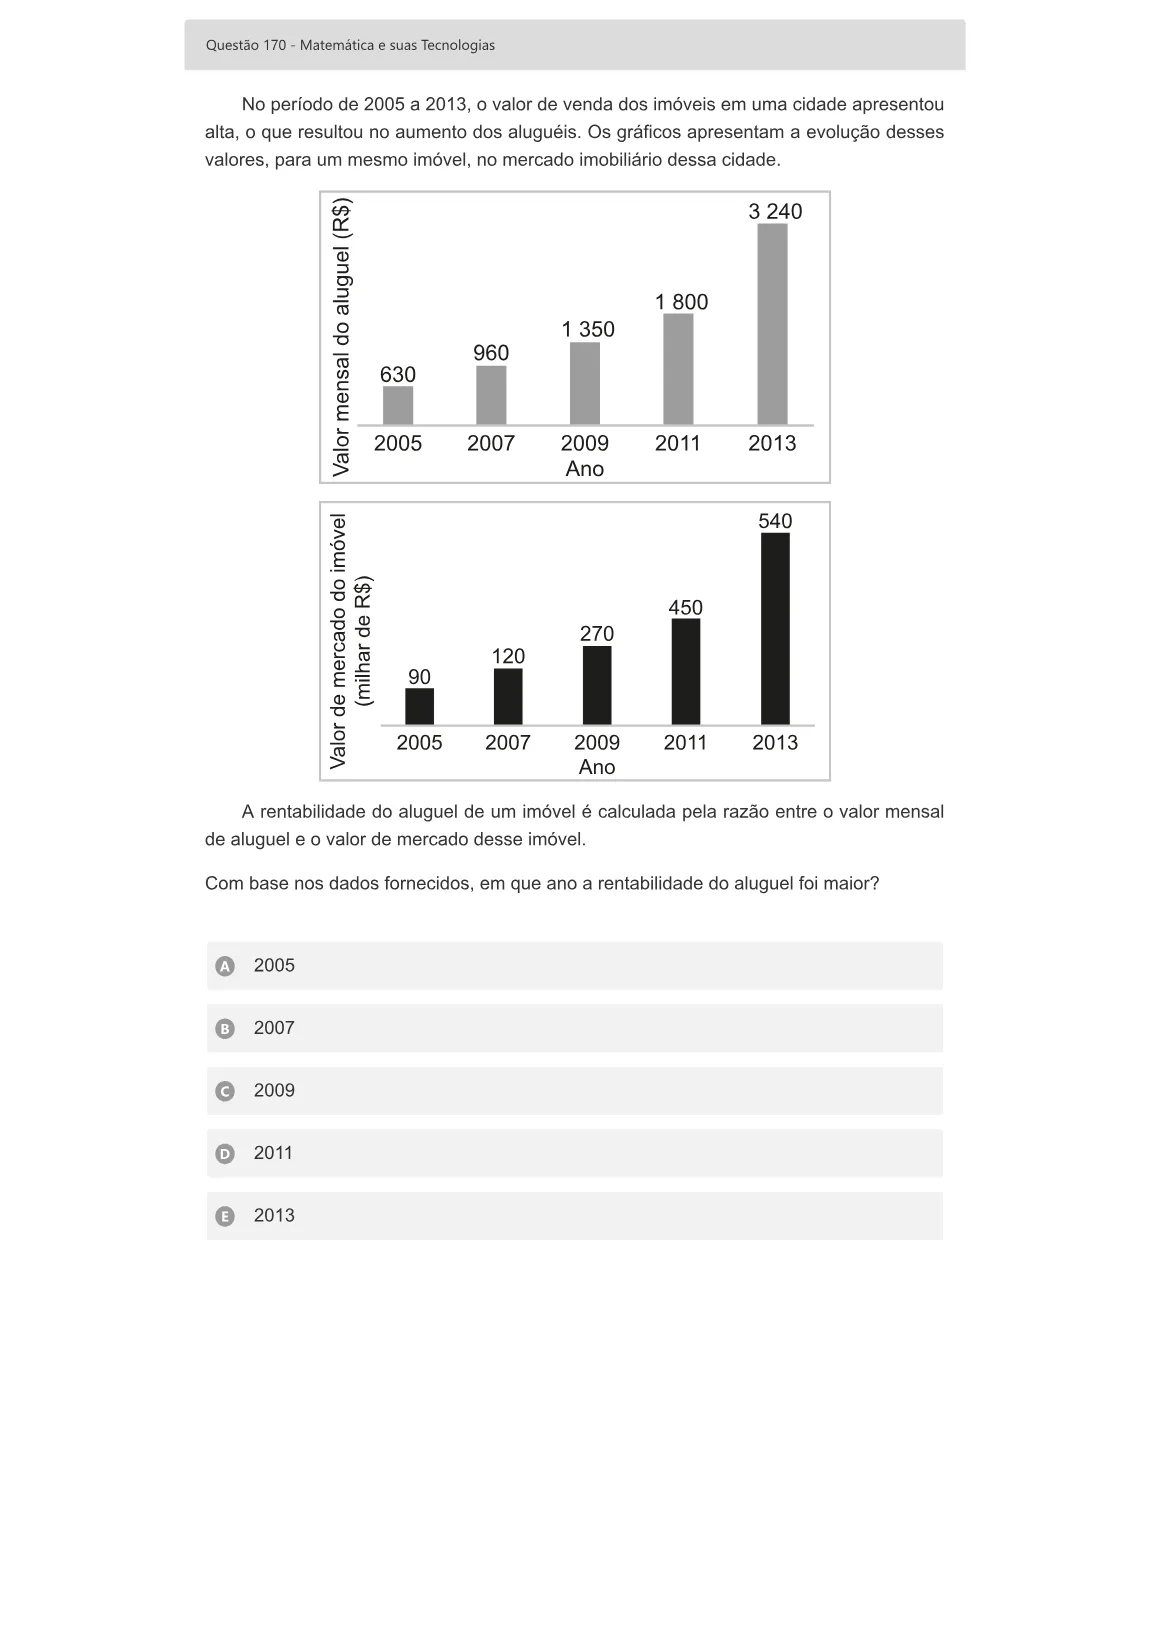 Questão 170 - Matemática e suas Tecnologias
No período de 2005 a 2013, o valor de venda dos imóveis em uma cidade apresentou
alta, o que resultou no aumento dos aluguéis. Os gráficos apresentam a evolução desses
valores, para um mesmo imóvel, no mercado imobiliário dessa cidade.
Valor mensal do aluguel (R$)
630
960
1 350
1 800
3 240
2005 2007 2009 2011 2013
Ano
Valor de mercado do imóvel
(milhar de R$)
90
120
270
450
540
2005 2007 2009 2011 2013
Ano
A rentabilidade do aluguel de um imóvel é calculada pela razão entre o valor mensal
de aluguel e o valor de mercado desse imóvel.
Com base nos dados fornecidos, em que ano a rentabilidade do aluguel foi maior?
A 2005
B 2007
C 2009
D 2011
E 2013